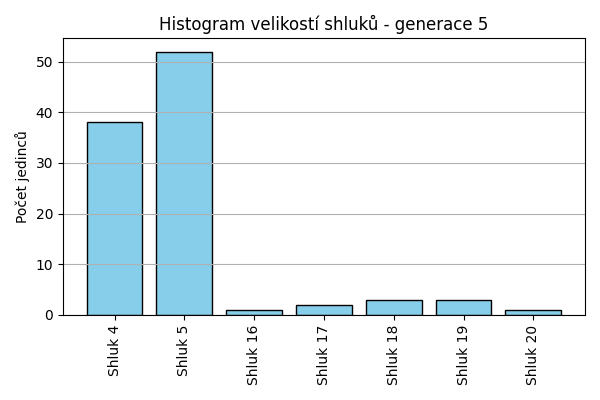 Histogram velikostí shluků - generace 5
Počet jedinců
50
40
30
20
10
0
Shluk 4
Shluk 5
Shluk 16
Shluk 17
Shluk 18
Shluk 19
Shluk 20